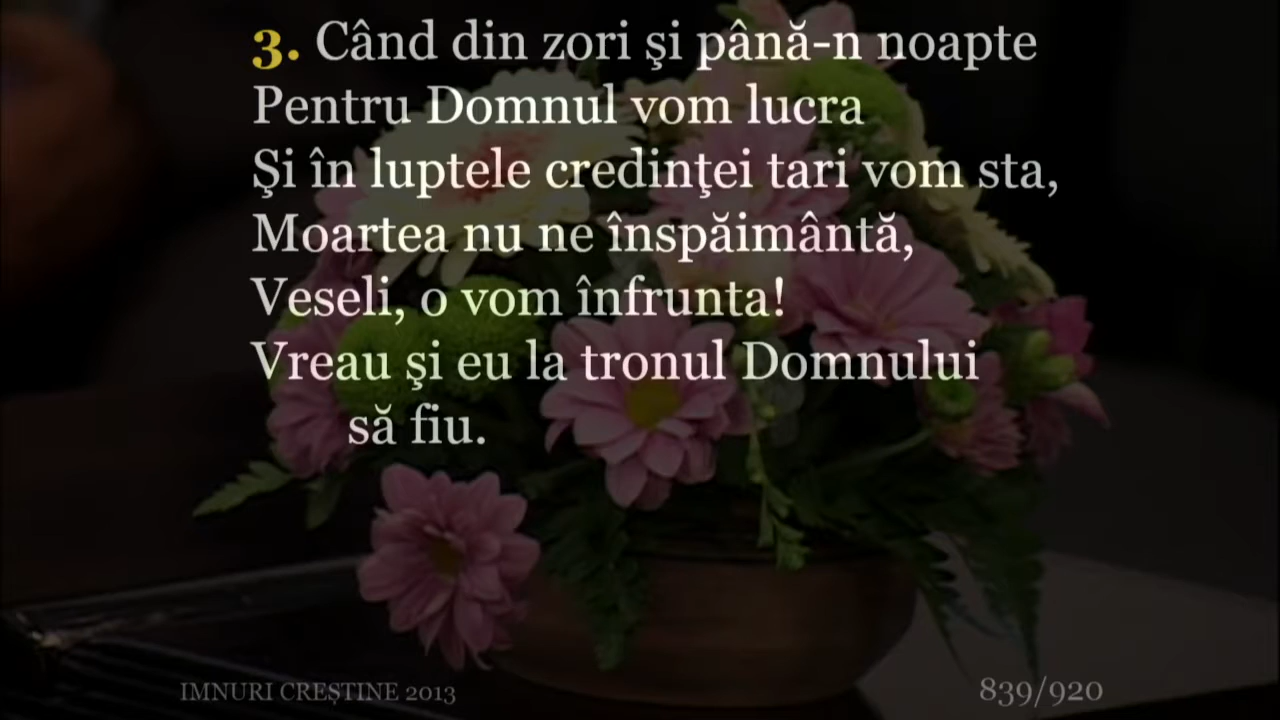 3. Când din zori şi până-n noapte
Pentru Domnul vom lucra
Şi în luptele credinţei tari vom sta,
Moartea nu ne înspăimântă,
Veseli, o vom înfrunta!
Vreau şi eu la tronul Domnului
să fiu.
IMNURI CREȘTINE 2013 839/920